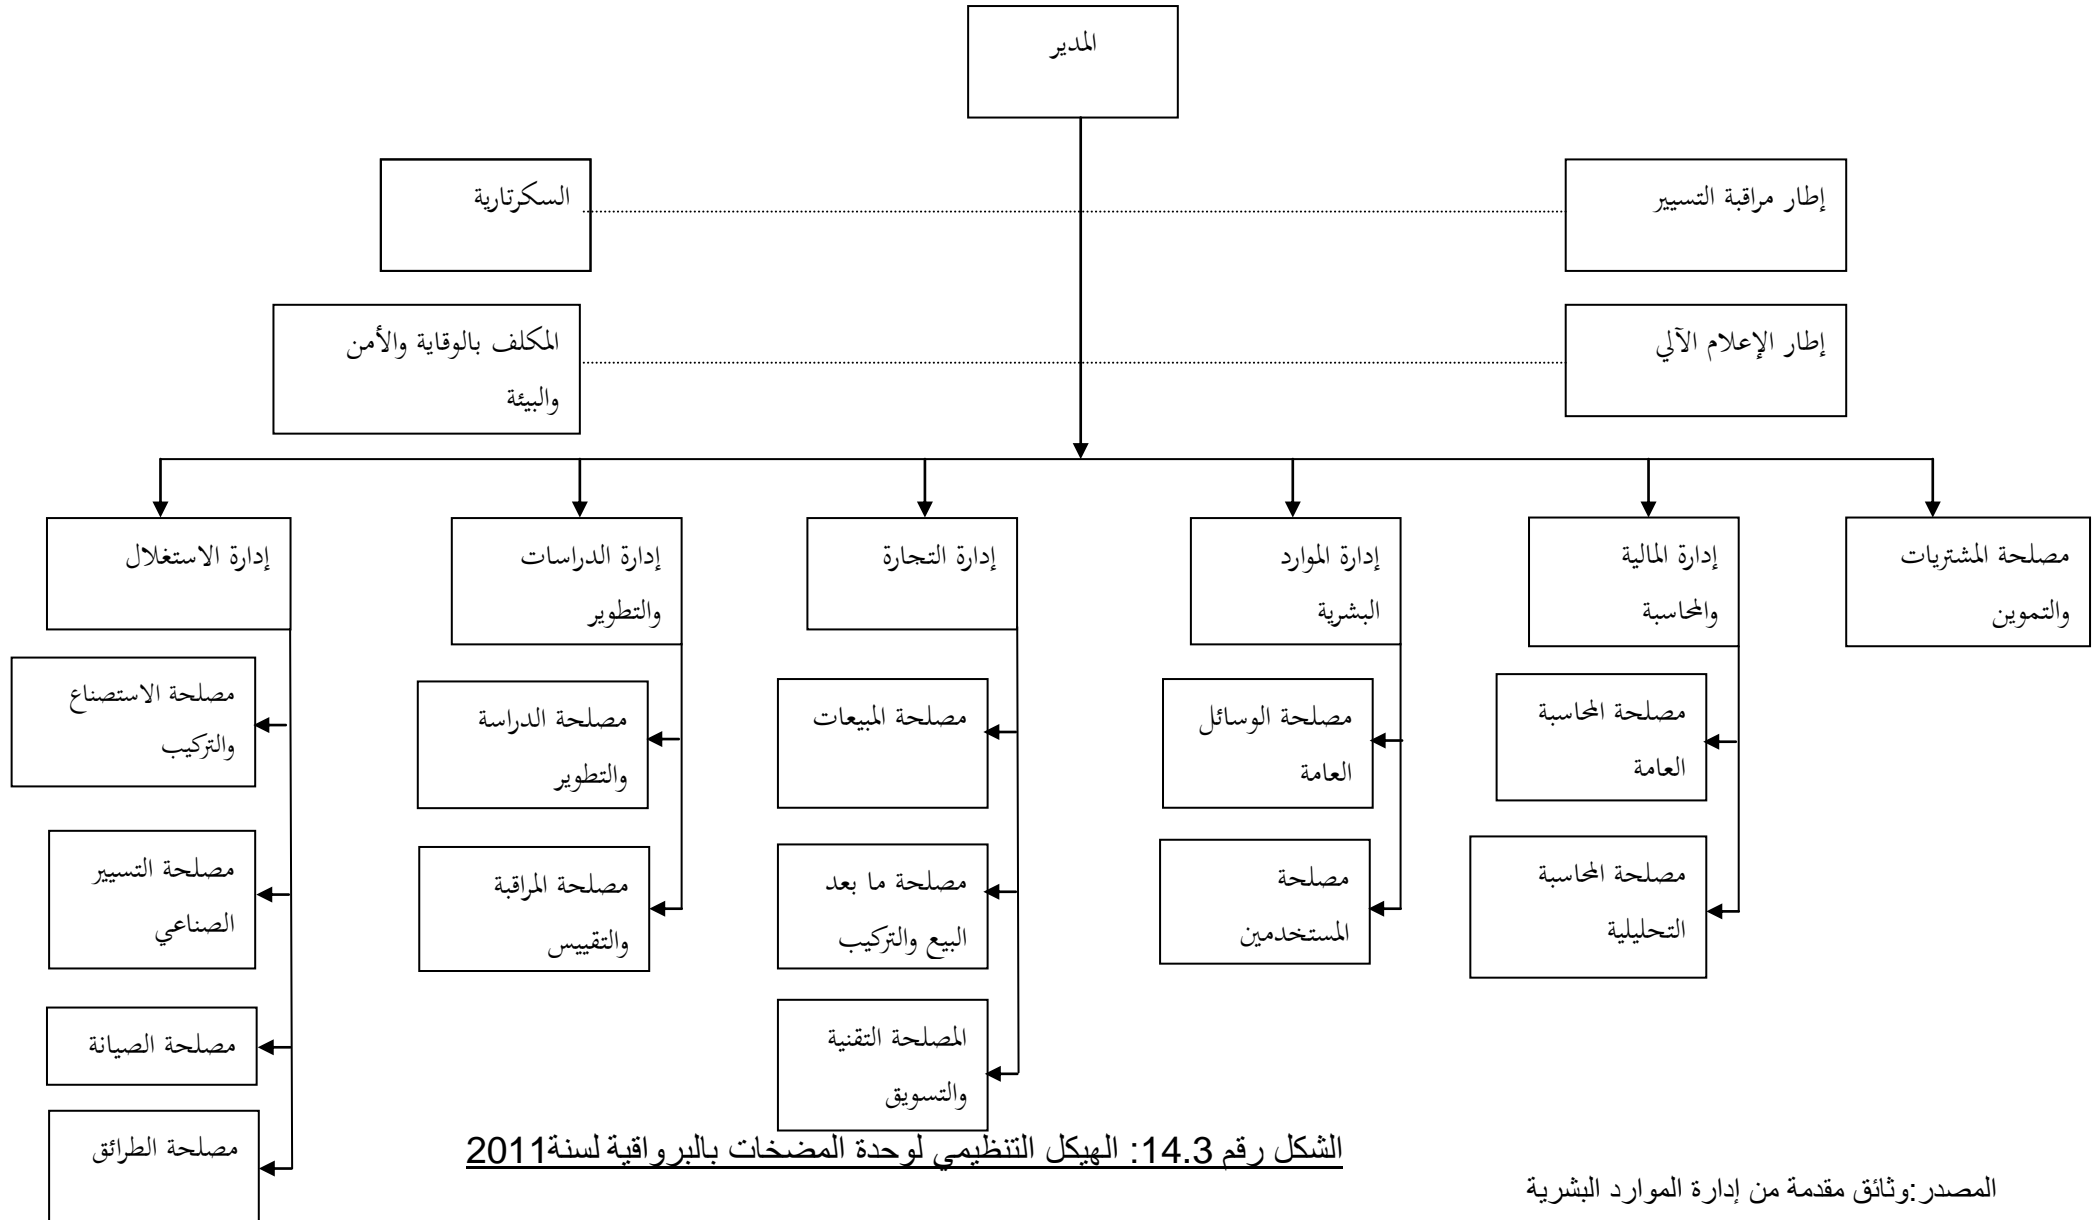 المدير
إطار مراقبة التسيير
السكرتارية
إطار الإعلام الآلي
المكلف بالوقاية والأمن
والبيئة
مصلحة المشتريات
والتموين
إدارة المالية
والمحاسبة
إدارة الموارد
البشرية
إدارة التجارة
إدارة الدراسات
والتطوير
إدارة الاستغلال
مصلحة المحاسبة
العامة
مصلحة المحاسبة
التحليلية
مصلحة الوسائل
العامة
مصلحة
المستخدمين
مصلحة المبيعات
مصلحة ما بعد
البيع والتركيب
المصلحة التقنية
والتسويق
مصلحة الدراسة
والتطوير
مصلحة المراقبة
والتقييس
مصلحة الاستصناع
والتركيب
مصلحة التسيير
الصناعي
مصلحة الصيانة
مصلحة الطرائق
الشكل رقم 14.3: الهيكل التنظيمي لوحدة المضخات بالبرواقية لسنة2011
المصدر:وثائق مقدمة من إدارة الموارد البشرية